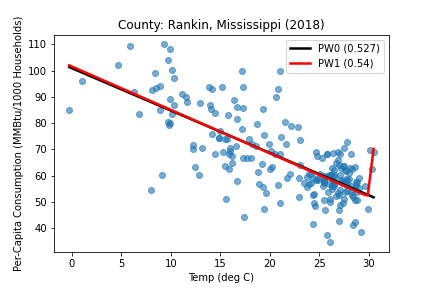 County: Rankin, Mississippi (2018)
PW0 (0.527)
PW1 (0.54)
Per-Capita Consumption (MMBtu/1000 Households)
110
100
90
80
70
60
50
40
0 5 10 15 20 25 30
Temp (deg C)